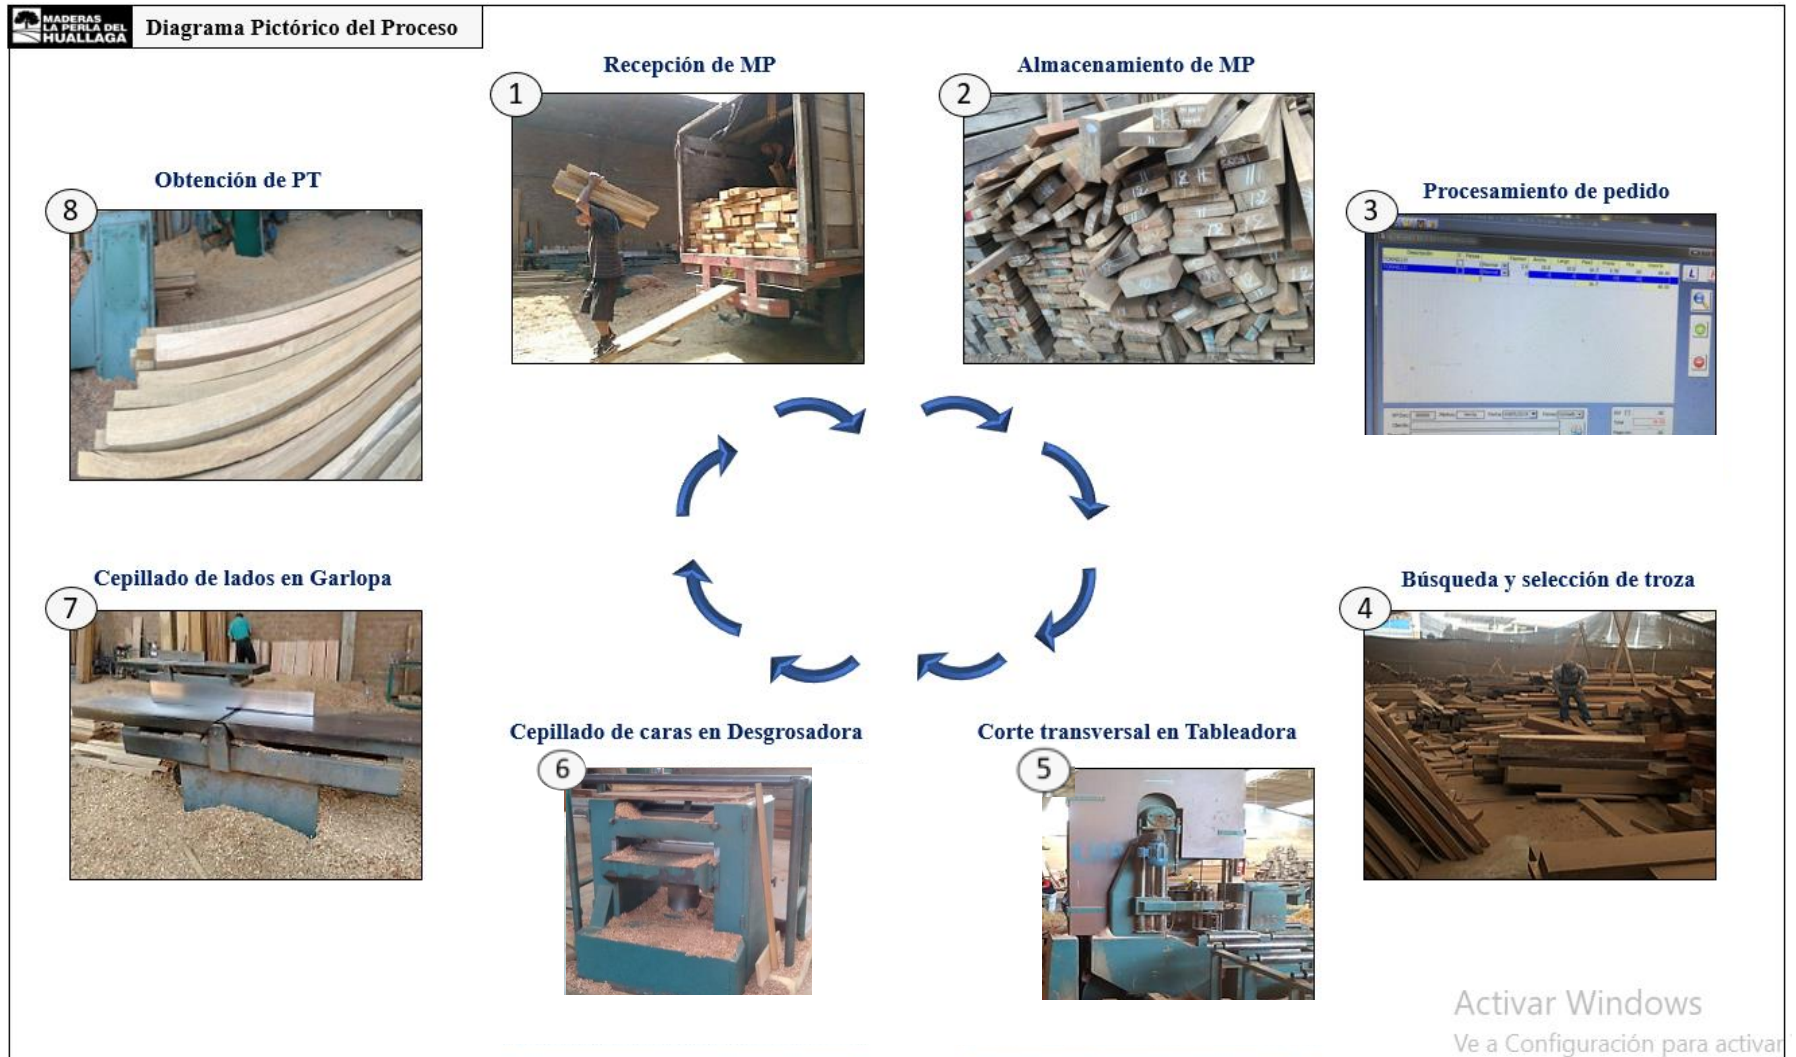 MADERAS
LA PERLA DEL
HUALLAGA
Diagrama Pictórico del Proceso
1
Recepción de MP
2
Almacenamiento de MP
3
Procesamiento de pedido
4
Búsqueda y selección de troza
5
Corte transversal en Tableadora
6
Cepillado de caras en Desgrosadora
7
Cepillado de lados en Garlopa
8
Obtención de PT
Activar Windows
Ve a Configuración para activar